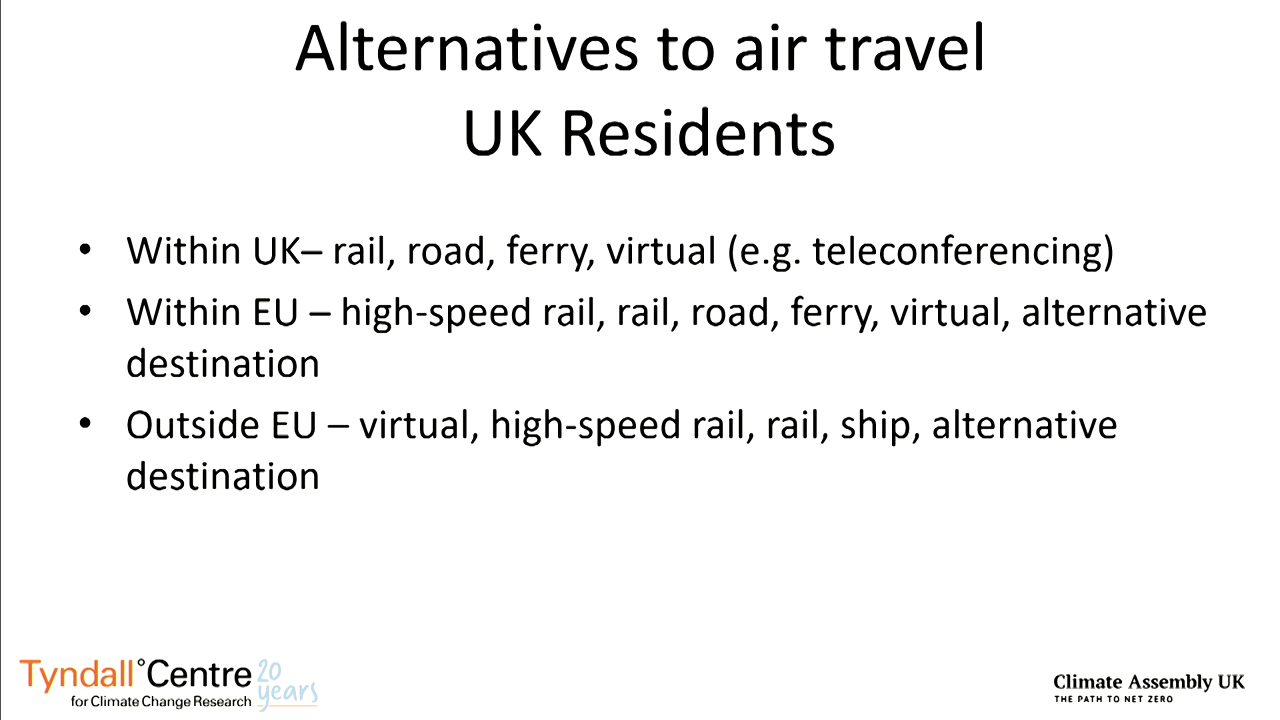 Alternatives to air travel
UK Residents
• Within UK– rail, road, ferry, virtual (e.g. teleconferencing)
• Within EU – high-speed rail, rail, road, ferry, virtual, alternative
destination
• Outside EU – virtual, high-speed rail, rail, ship, alternative
destination
Tyndall°Centre 20
for Climate Change Research years
Climate Assembly UK
THE PATH TO NET ZERO